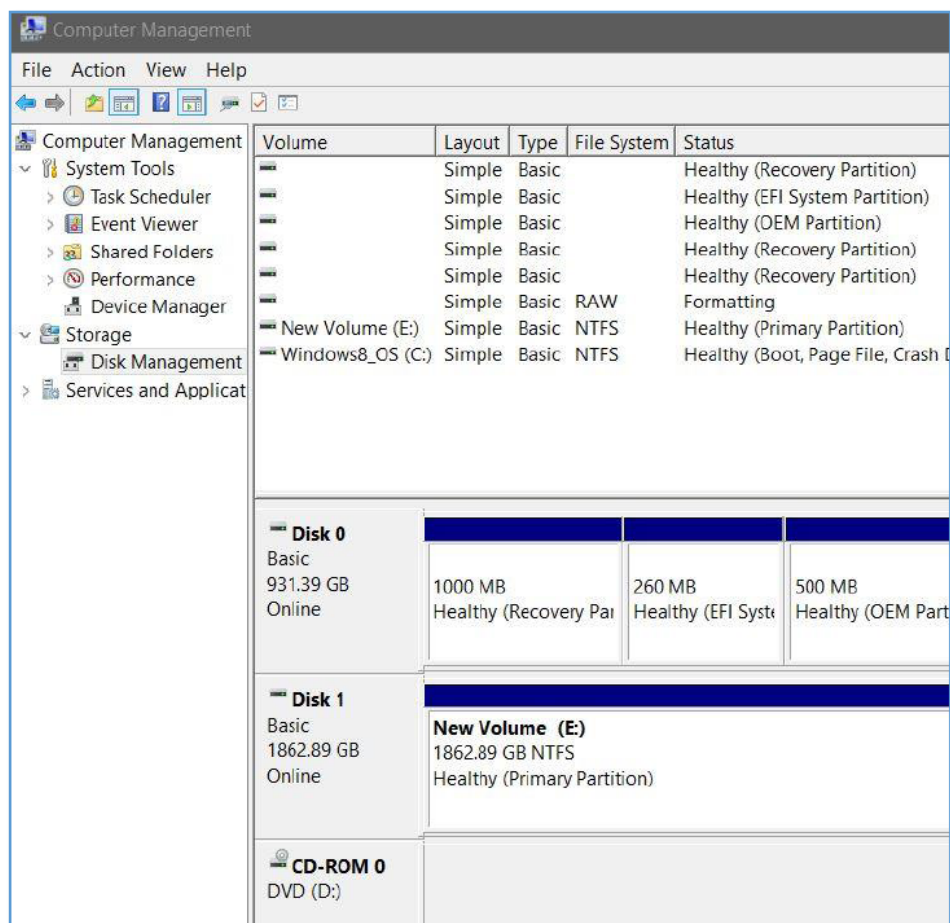 Computer Management
File Action View Help
Computer Management
System Tools
Task Scheduler
Event Viewer
Shared Folders
Performance
Device Manager
Storage
Disk Management
Services and Applicat
Volume Layout Type File System Status
Simple Basic Healthy (Recovery Partition)
Simple Basic Healthy (EFI System Partition)
Simple Basic Healthy (OEM Partition)
Simple Basic Healthy (Recovery Partition)
Simple Basic Healthy (Recovery Partition)
Simple Basic RAW Formatting
New Volume (E:) Simple Basic NTFS Healthy (Primary Partition)
Windows8_OS (C:) Simple Basic NTFS Healthy (Boot, Page File, Crash
Disk 0
Basic
931.39 GB
Online
1000 MB
Healthy (Recovery Par
260 MB
Healthy (EFI Syste
500 MB
Healthy (OEM Part
Disk 1
Basic
1862.89 GB
Online
New Volume (E:)
1862.89 GB NTFS
Healthy (Primary Partition)
CD-ROM 0
DVD (D:)